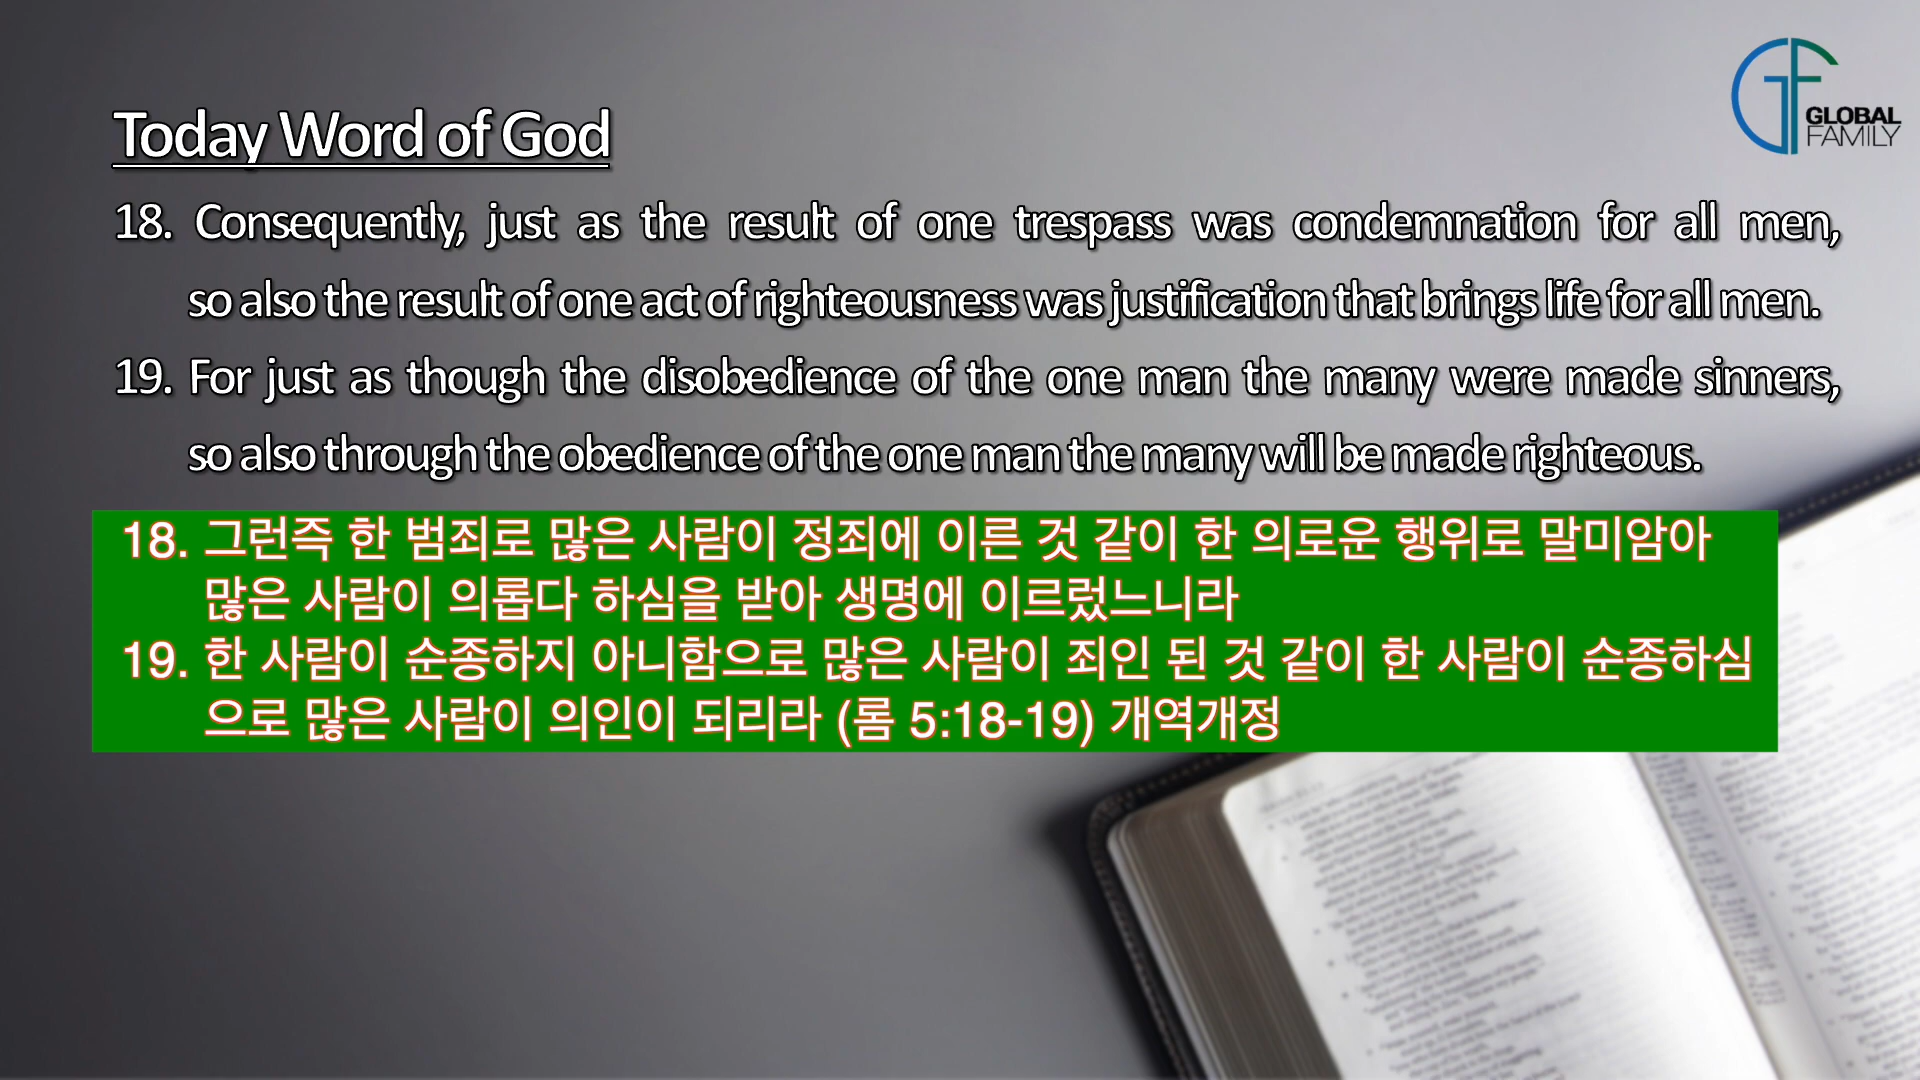 GLOBAL
FAMILY
Today Word of God
18. Consequently, just as the result of one trespass was condemnation for all men,
so also the result of one act of righteousness was justification that brings life for all men.
19. For just as though the disobedience of the one man the many were made sinners,
so also through the obedience of the one man the many will be made righteous.
18. 그런즉 한 범죄로 많은 사람이 정죄에 이른 것 같이 한 의로운 행위로 말미암아
많은 사람이 의롭다 하심을 받아 생명에 이르렀느니라
19. 한 사람이 순종하지 아니함으로 많은 사람이 죄인 된 것 같이 한 사람이 순종하심
으로 많은 사람이 의인이 되리라 (롬 5:18-19) 개역개정